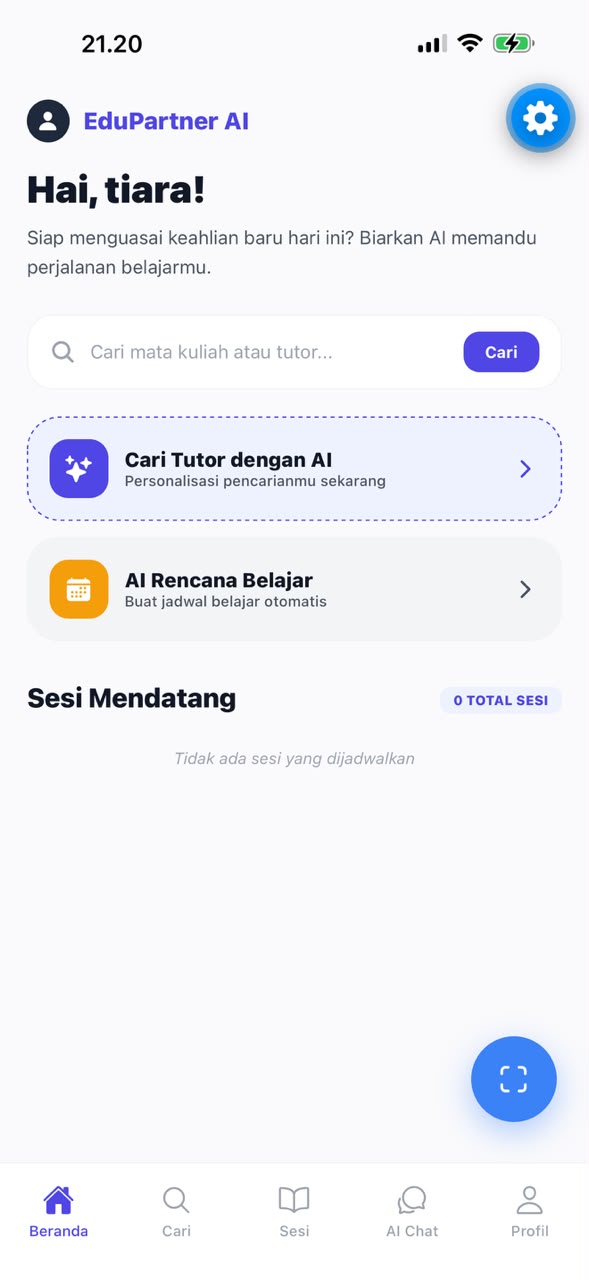 21.20
EduPartner AI
Hai, tiara!
Siap menguasai keahlian baru hari ini? Biarkan AI memandu
perjalanan belajarmu.
Cari mata kuliah atau tutor...
Cari
Cari Tutor dengan AI
Personalisasi pencarianmu sekarang
AI Rencana Belajar
Buat jadwal belajar otomatis
Sesi Mendatang
0 TOTAL SESI
Tidak ada sesi yang dijadwalkan
Beranda
Cari
Sesi
AI Chat
Profil